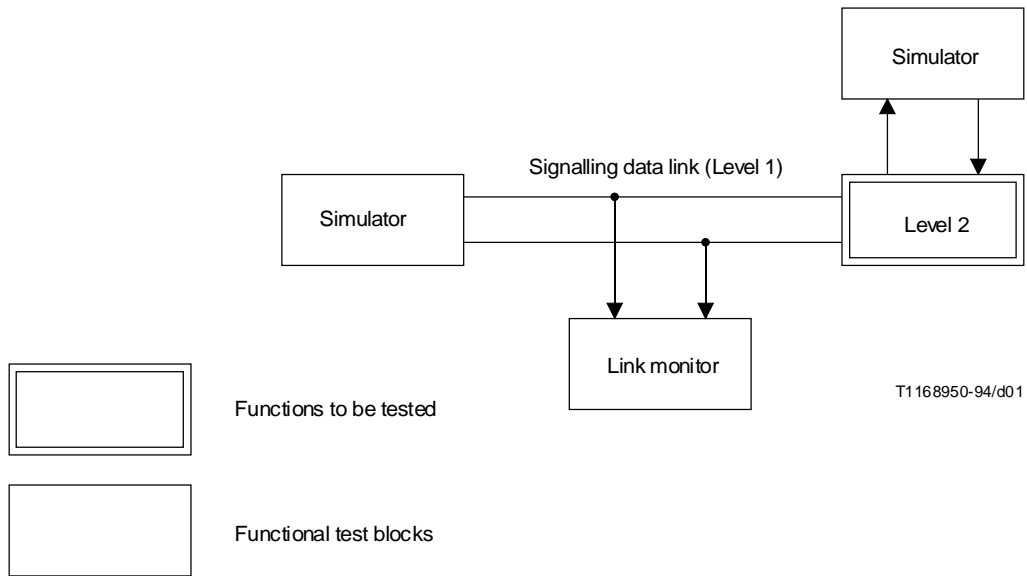 Simulator
Signalling data link (Level 1)
Simulator
Level 2
Link monitor
T1168950-94/d01
Functions to be tested
Functional test blocks